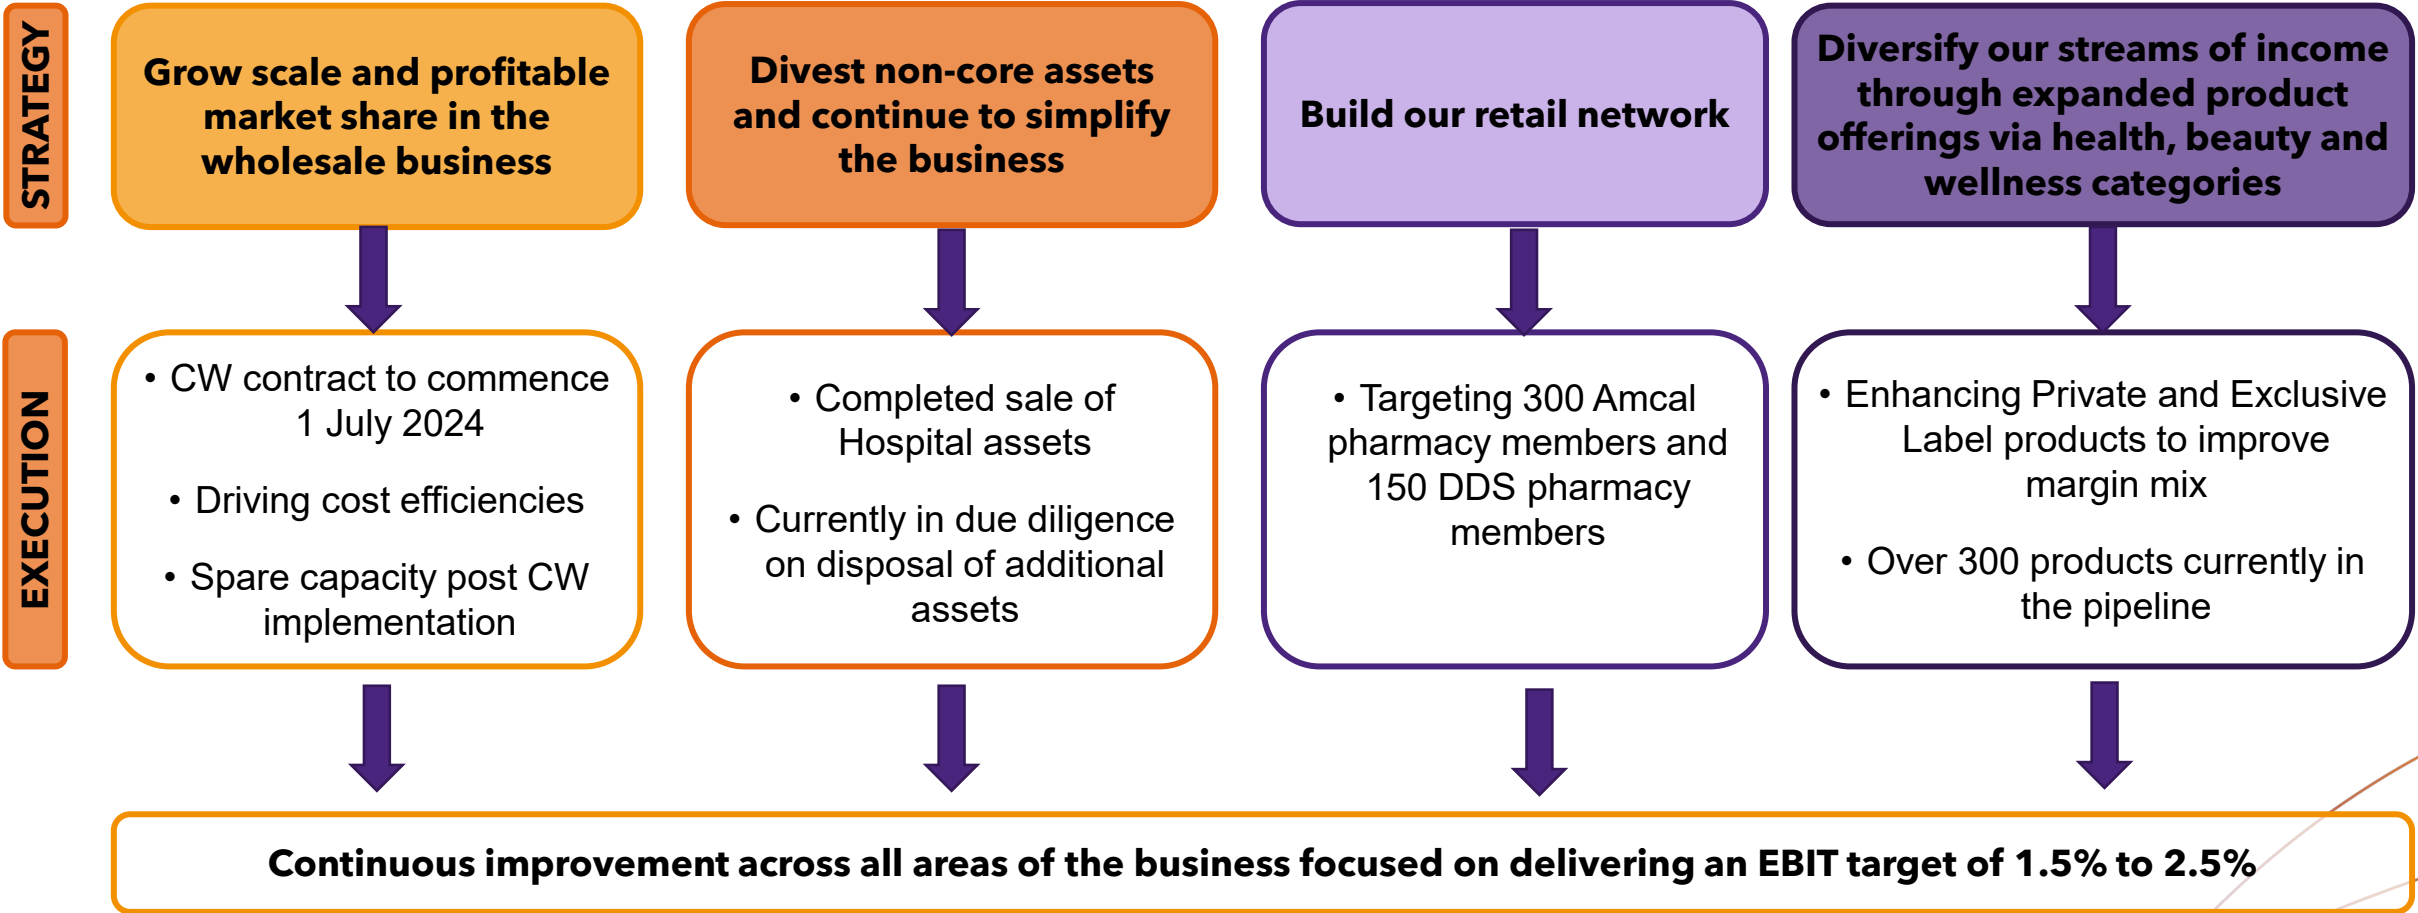 STRATEGY
Grow scale and profitable
market share in the
wholesale business
Divest non-core assets
and continue to simplify
the business
Build our retail network
Diversify our streams of income
through expanded product
offerings via health, beauty and
wellness categories
EXECUTION
• CW contract to commence
1 July 2024
• Driving cost efficiencies
• Spare capacity post CW
implementation
• Completed sale of
Hospital assets
• Currently in due diligence
on disposal of additional
assets
• Targeting 300 Amcal
pharmacy members and
150 DDS pharmacy
members
• Enhancing Private and Exclusive
Label products to improve
margin mix
• Over 300 products currently in
the pipeline
Continuous improvement across all areas of the business focused on delivering an EBIT target of 1.5% to 2.5%